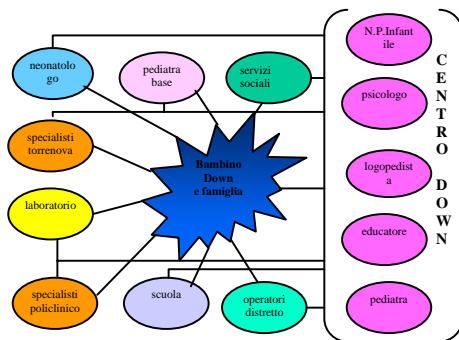 neonatolo
go
pediatra
base
servizi
sociali
N.P.Infant
ile
psicologo
specialisti
torrenova
Bambino
Down
e famiglia
logopedist
a
laboratorio
educatore
specialisti
policlinico
scuola
operatori
distretto
pediatra
C
E
N
T
R
O
D
O
W
N